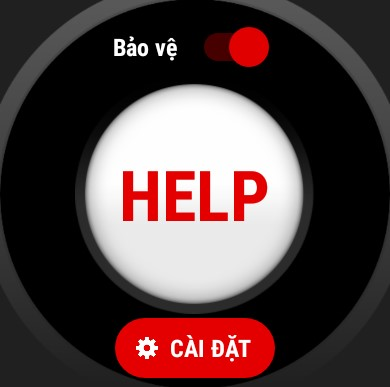 Bảo vệ
HELP
CÀI ĐẶT